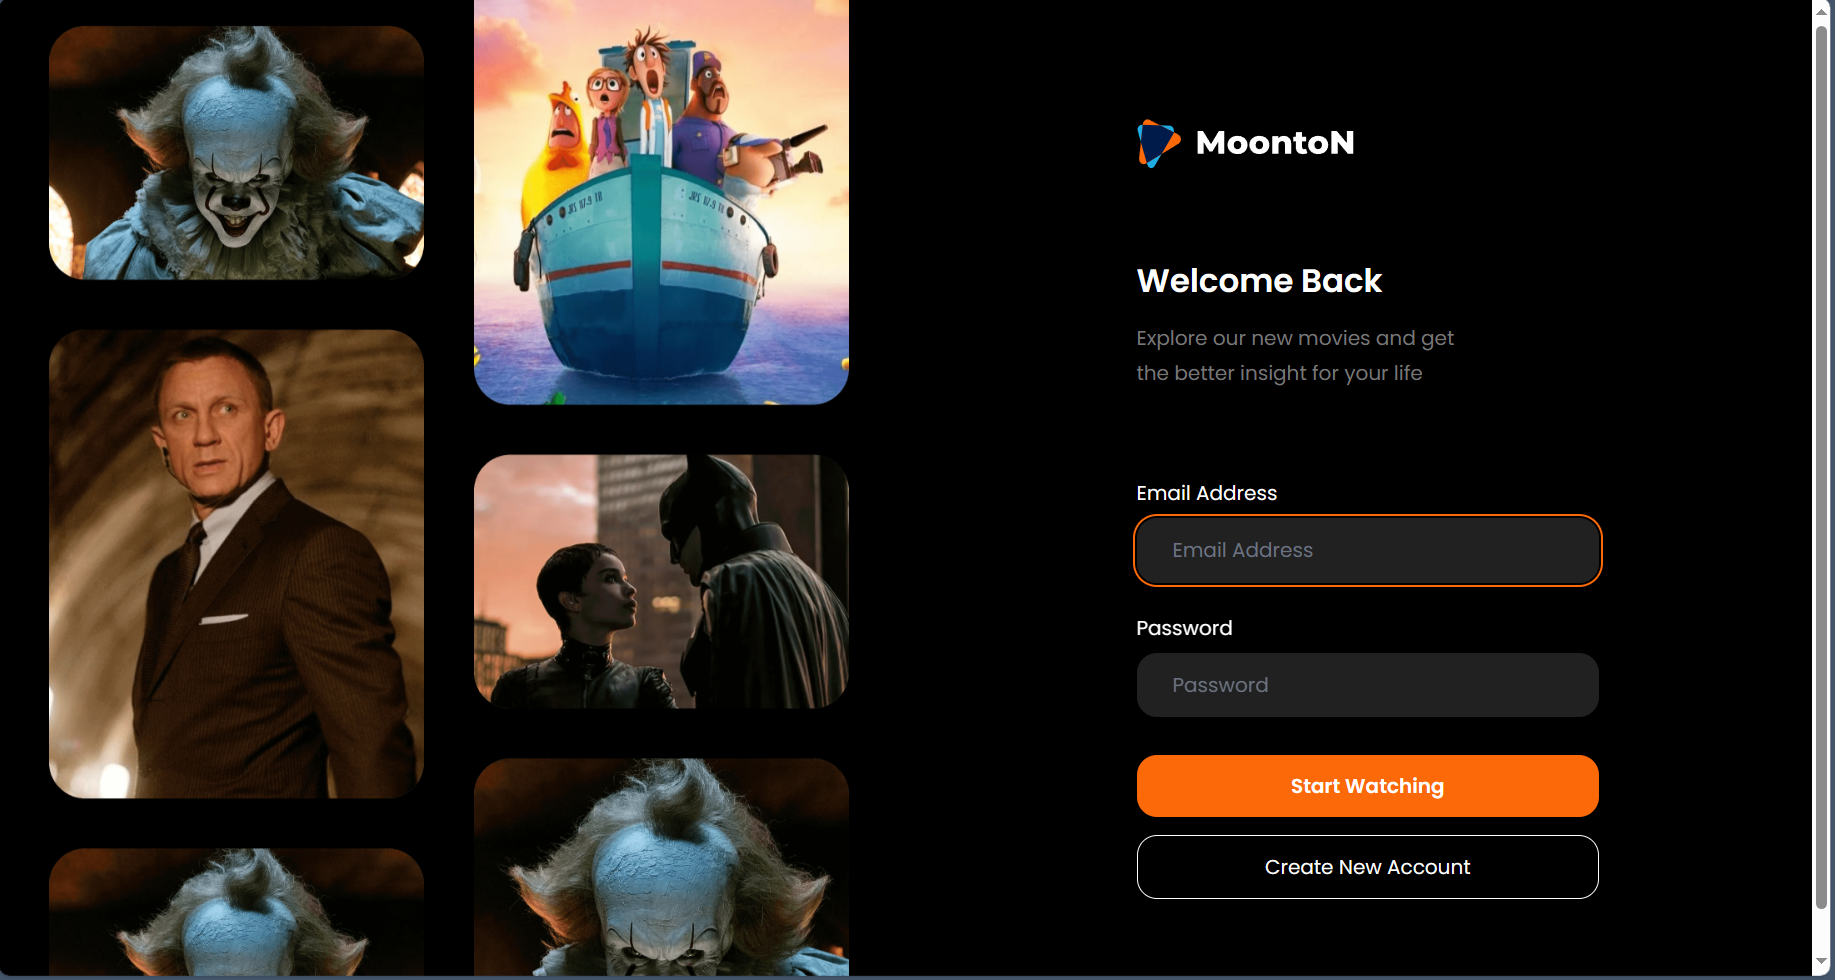 MoontoN
Welcome Back
Explore our new movies and get
the better insight for your life
Email Address
Email Address
Password
Password
Start Watching
Create New Account